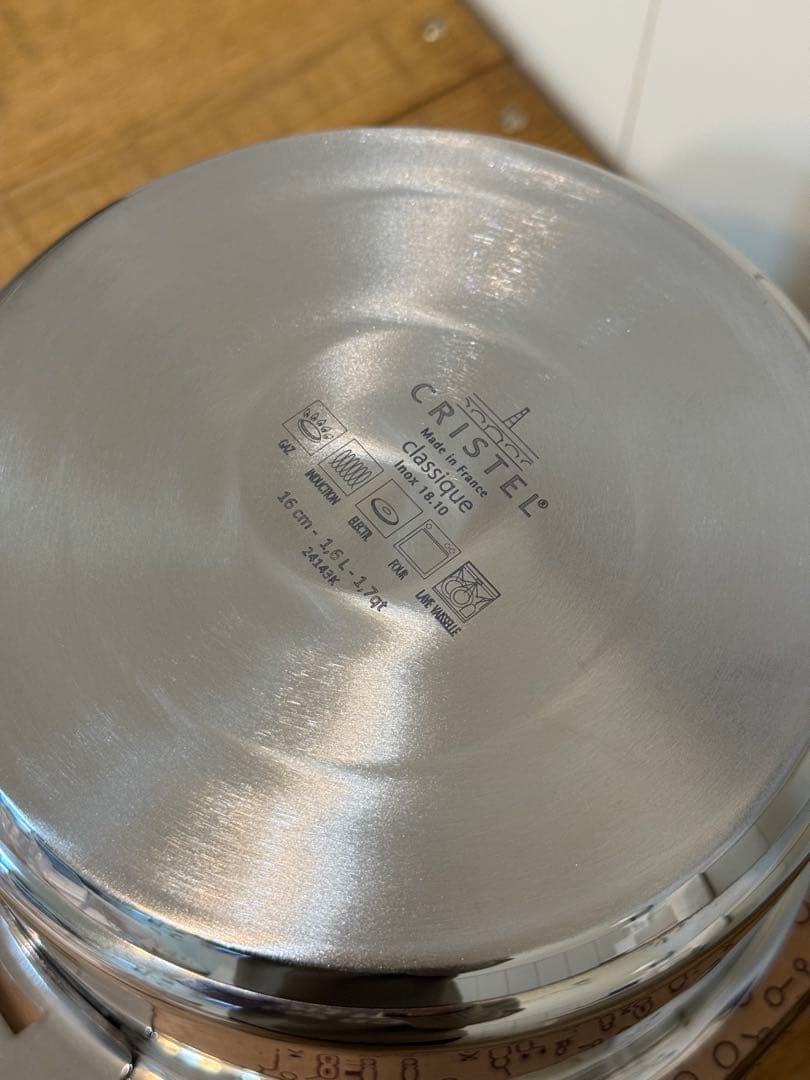 CRISTEL®
Made in France
classique
Inox 18.10
GAZ
INDUCTION
ELECTR.
FOUR
LAVE VAISSELLE
16 cm - 1,6 L - 1,7qt
24143K